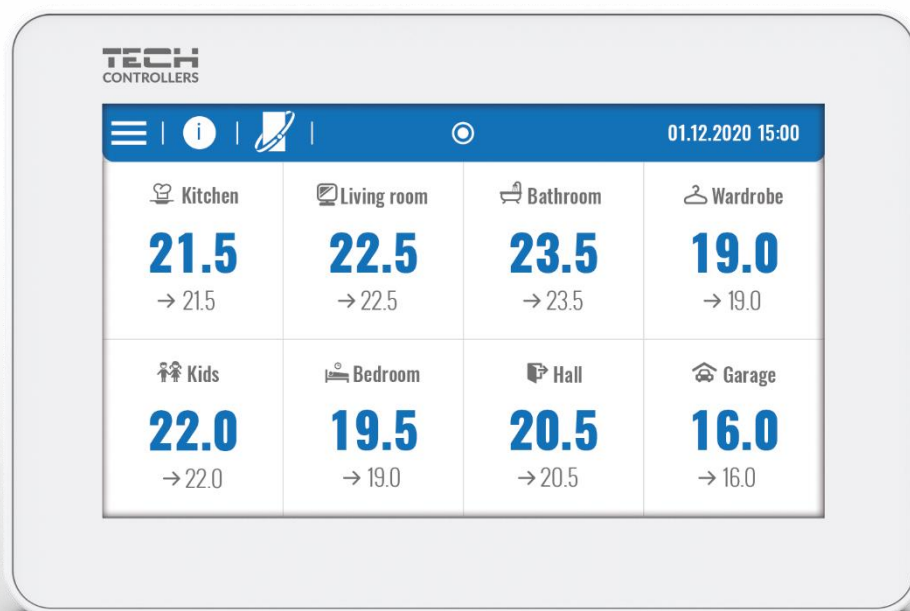 TECH
CONTROLLERS
i
01.12.2020 15:00
Kitchen
21.5
→ 21.5
Living room
22.5
→ 22.5
Bathroom
23.5
→ 23.5
Wardrobe
19.0
→ 19.0
Kids
22.0
→ 22.0
Bedroom
19.5
→ 19.0
Hall
20.5
→ 20.5
Garage
16.0
→ 16.0